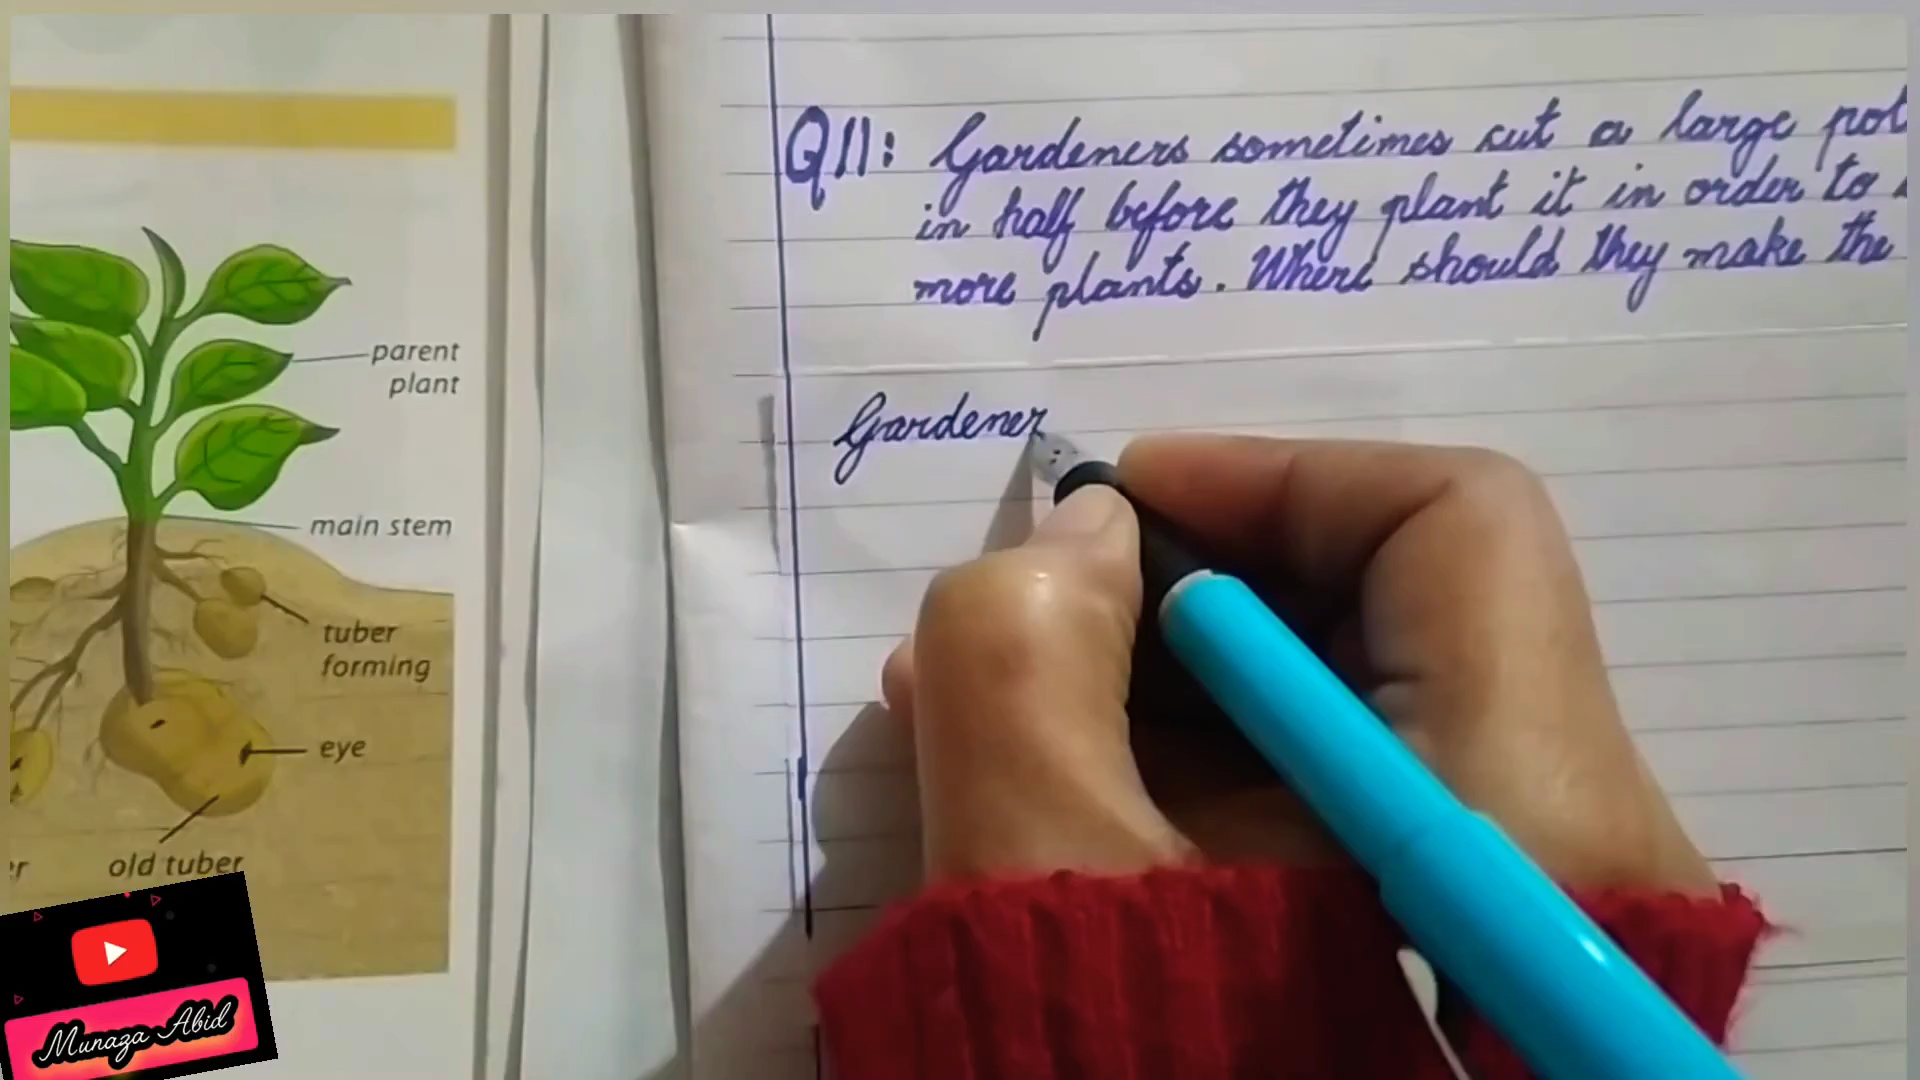 parent
plant
main stem
tuber
forming
eye
old tuber
Munaza Abid
Q11: Gardeners sometimes cut a large
in half before they plant it in order to
more plants. Where should they make the
Gardener